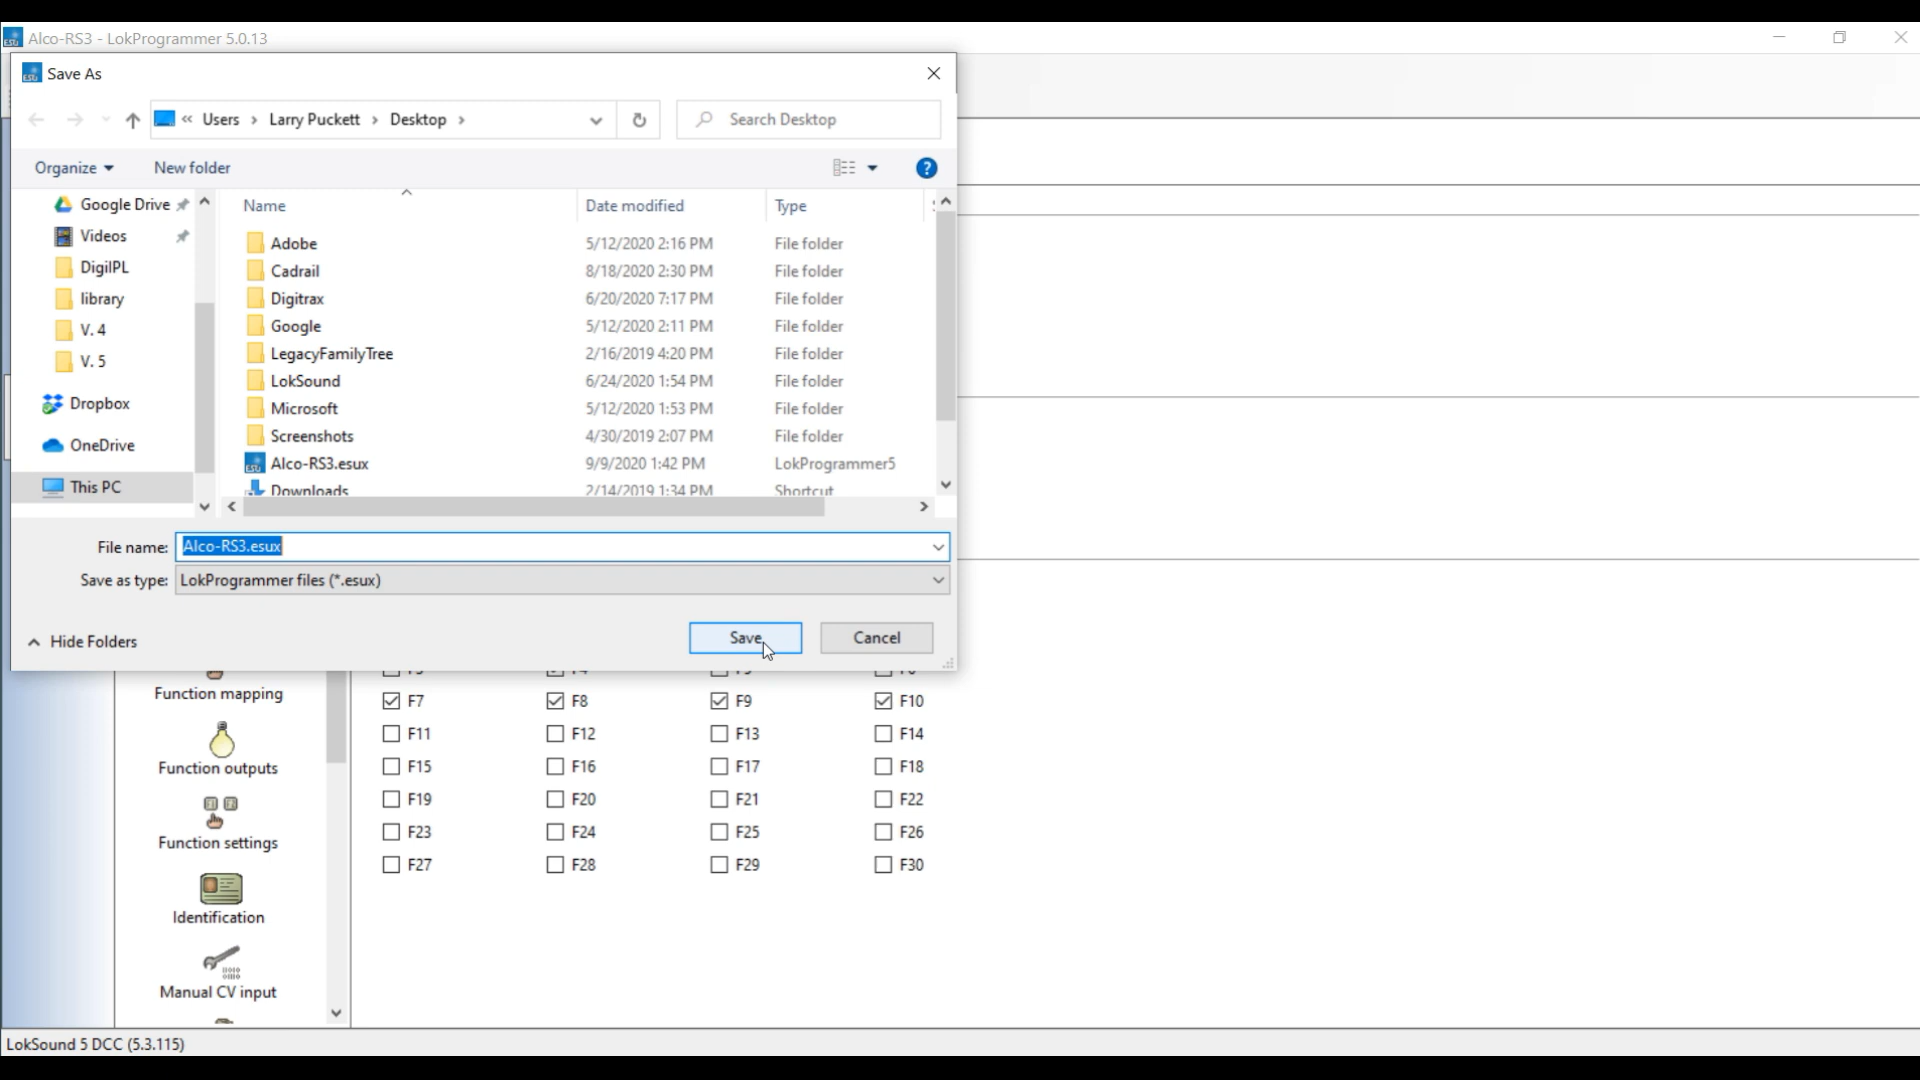 Alco-RS3 - LokProgrammer 5.0.13
Save As
« Users > Larry Puckett > Desktop >
Search Desktop
Organize
New folder
Google Drive
Videos
DigiIPL
library
V. 4
V. 5
Dropbox
OneDrive
This PC
Name Date modified Type
Adobe 5/12/2020 2:16 PM File folder
Cadrail 8/18/2020 2:30 PM File folder
Digitrax 6/20/2020 7:17 PM File folder
Google 5/12/2020 2:11 PM File folder
LegacyFamilyTree 2/16/2019 4:20 PM File folder
LokSound 6/24/2020 1:54 PM File folder
Microsoft 5/12/2020 1:53 PM File folder
Screenshots 4/30/2019 2:07 PM File folder
Alco-RS3.esux 9/9/2020 1:42 PM LokProgrammer5
Downloads 2/14/2019 1:34 PM Shortcut
File name: Alco-RS3.esux
Save as type: LokProgrammer files (*.esux)
Hide Folders
Save
Cancel
Function mapping
Function outputs
Function settings
Identification
Manual CV input
F7 F8 F9 F10
F11 F12 F13 F14
F15 F16 F17 F18
F19 F20 F21 F22
F23 F24 F25 F26
F27 F28 F29 F30
LokSound 5 DCC (5.3.115)